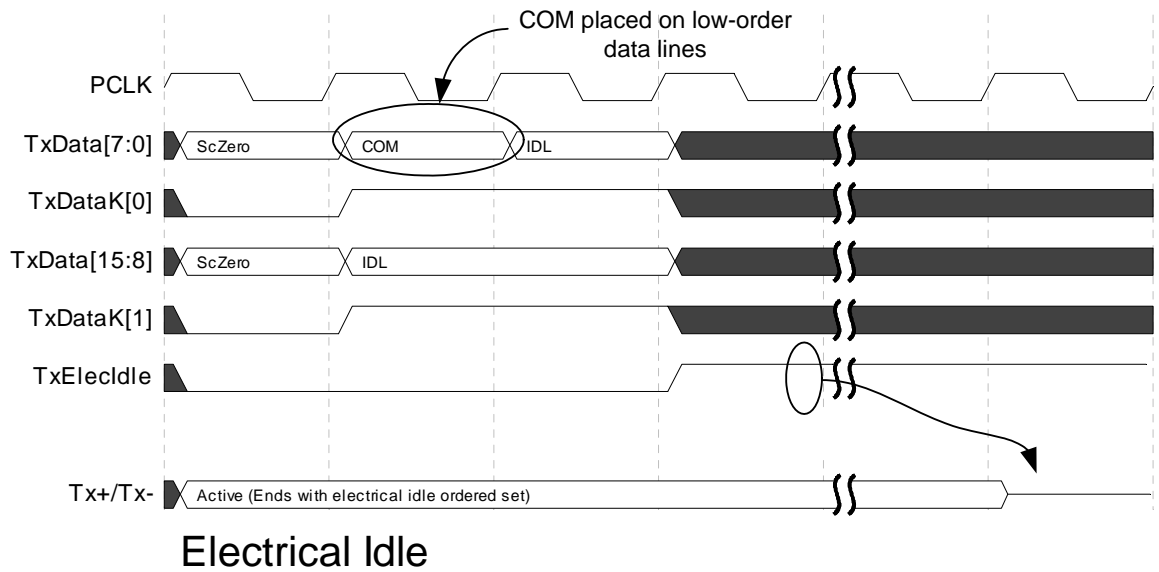 COM placed on low-order
data lines
PCLK
TxData[7:0] ScZero COM IDL
TxDataK[0]
TxData[15:8] ScZero IDL
TxDataK[1]
TxElecIdle
Tx+/Tx- Active (Ends with electrical idle ordered set)
Electrical Idle